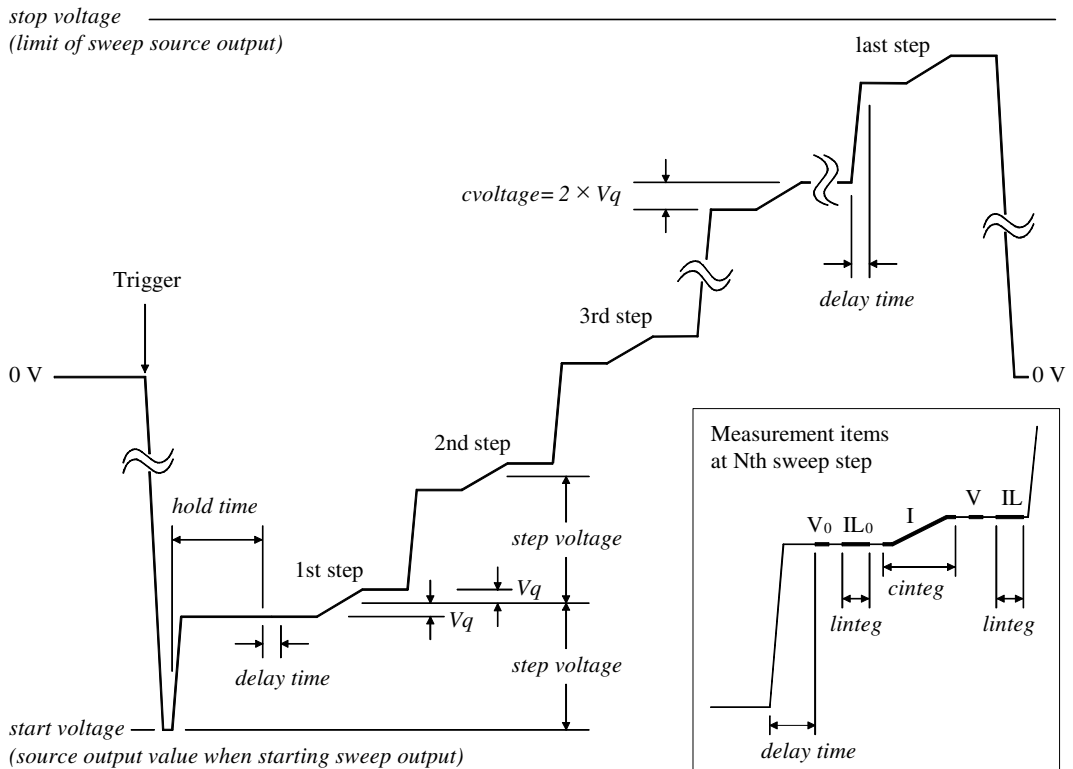 stop voltage
(limit of sweep source output)
last step
cvoltage= 2 × Vq
delay time
Trigger
3rd step
0 V
0 V
2nd step
hold time
step voltage
1st step
Vq
Vq
delay time
step voltage
start voltage
(source output value when starting sweep output)
Measurement items
at Nth sweep step
V0 IL0 I V IL
cinteg
linteg linteg
delay time